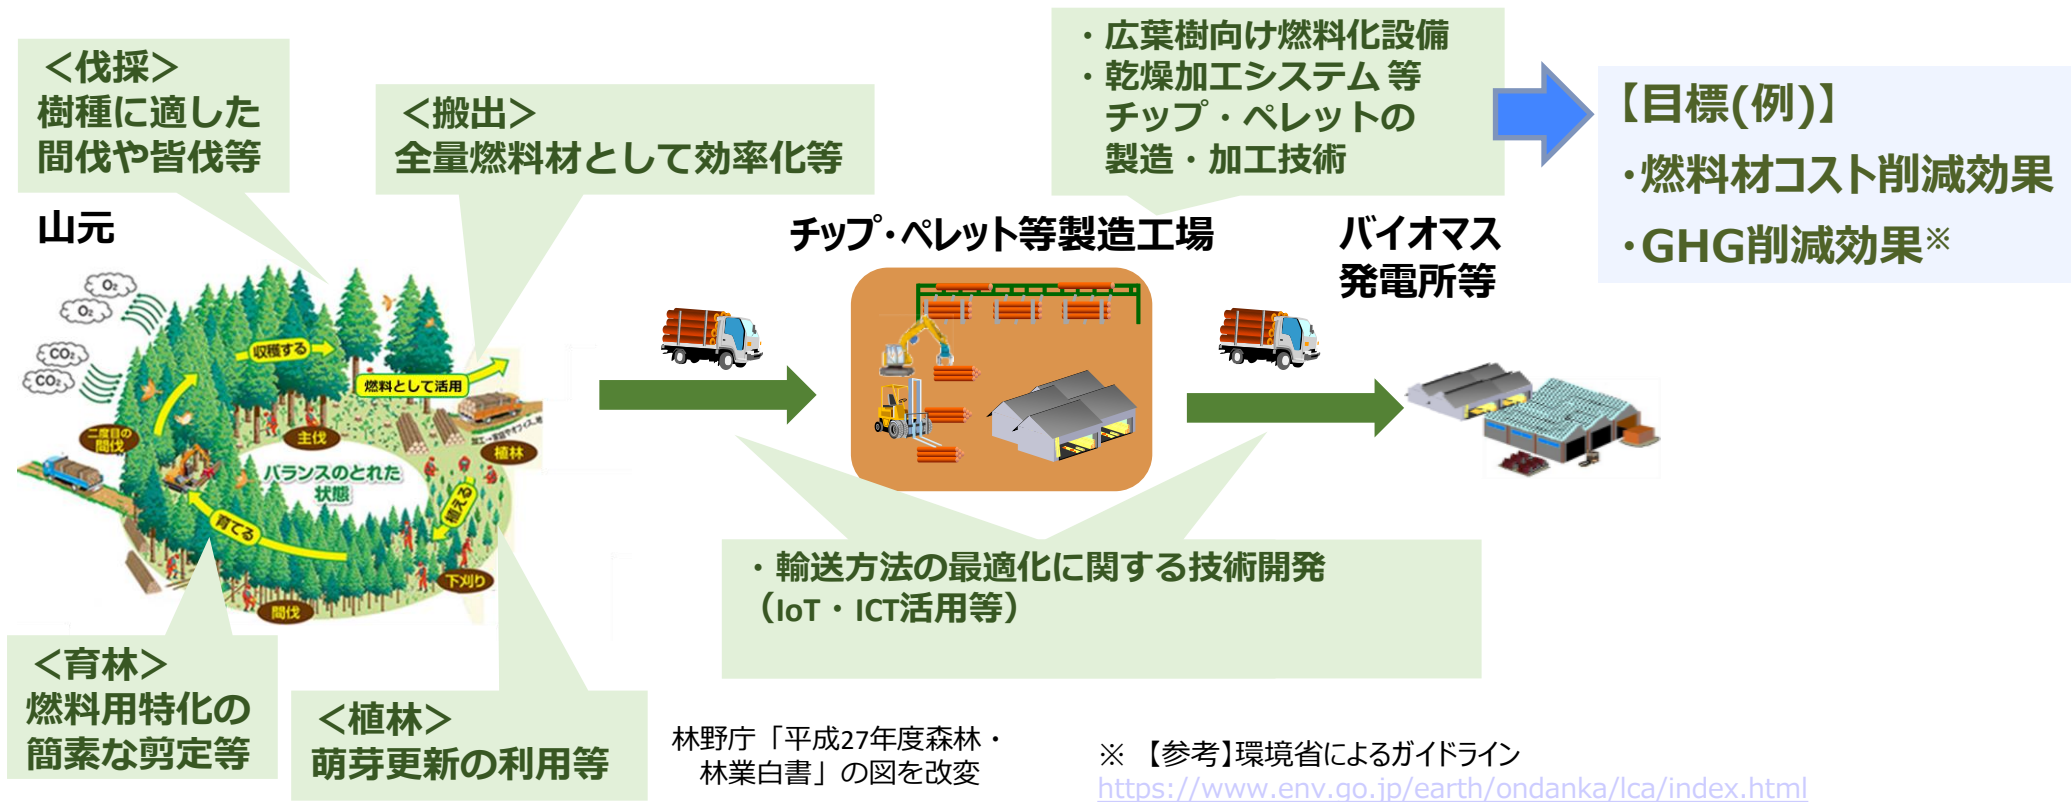 ＜伐採＞
樹種に適した
間伐や皆伐等
＜搬出＞
全量燃料材として効率化等
・広葉樹向け燃料化設備
・乾燥加工システム 等
チップ・ペレットの
製造・加工技術
【目標(例)】
・燃料材コスト削減効果
・GHG削減効果※
山元
チップ・ペレット等製造工場
バイオマス
発電所等
O₂
O₂
CO₂
CO₂
収穫する
燃料として活用
二度目の
間伐
主伐
植林
バランスのとれた
状態
植える
育てる
下刈り
間伐
・輸送方法の最適化に関する技術開発
（IoT・ICT活用等）
＜育林＞
燃料用特化の
簡素な剪定等
＜植林＞
萌芽更新の利用等
林野庁「平成27年度森林・
林業白書」の図を改変
※ 【参考】環境省によるガイドライン
https://www.env.go.jp/earth/ondanka/lca/index.html